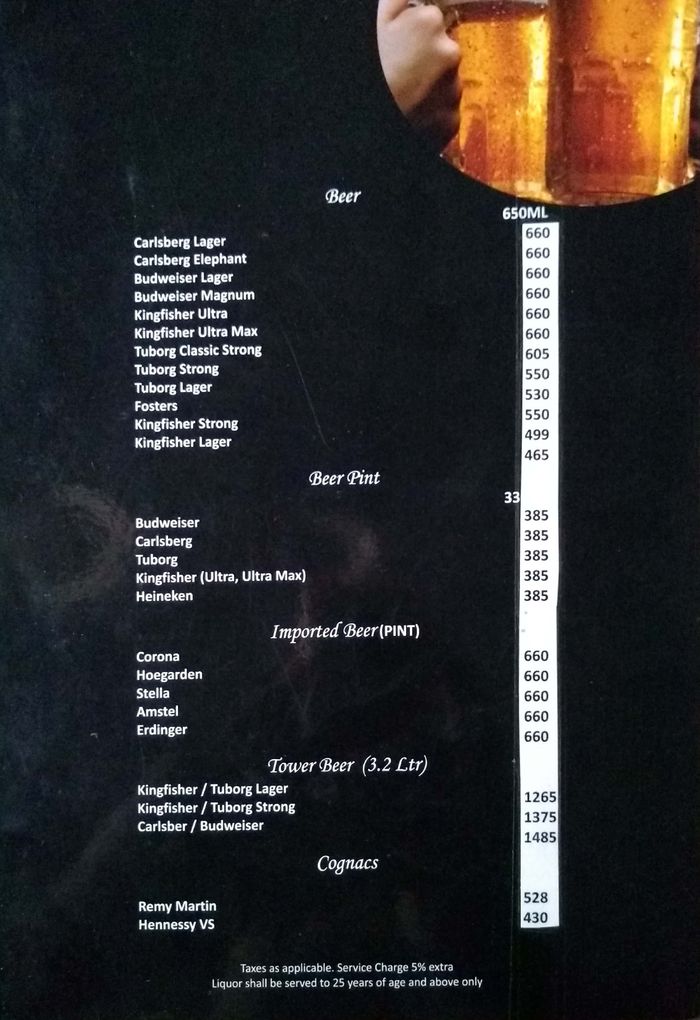 Beer
650ML
Carlsberg Lager 660
Carlsberg Elephant 660
Budweiser Lager 660
Budweiser Magnum 660
Kingfisher Ultra 660
Kingfisher Ultra Max 660
Tuborg Classic Strong 605
Tuborg Strong 550
Tuborg Lager 530
Fosters 550
Kingfisher Strong 499
Kingfisher Lager 465
Beer Pint
33
Budweiser 385
Carlsberg 385
Tuborg 385
Kingfisher (Ultra, Ultra Max) 385
Heineken 385
Imported Beer(PINT)
Corona 660
Hoegarden 660
Stella 660
Amstel 660
Erdinger 660
Tower Beer (3.2 Ltr)
Kingfisher / Tuborg Lager 1265
Kingfisher / Tuborg Strong 1375
Carlsber / Budweiser 1485
Cognacs
Remy Martin 528
Hennessy VS 430
Taxes as applicable. Service Charge 5% extra
Liquor shall be served to 25 years of age and above only